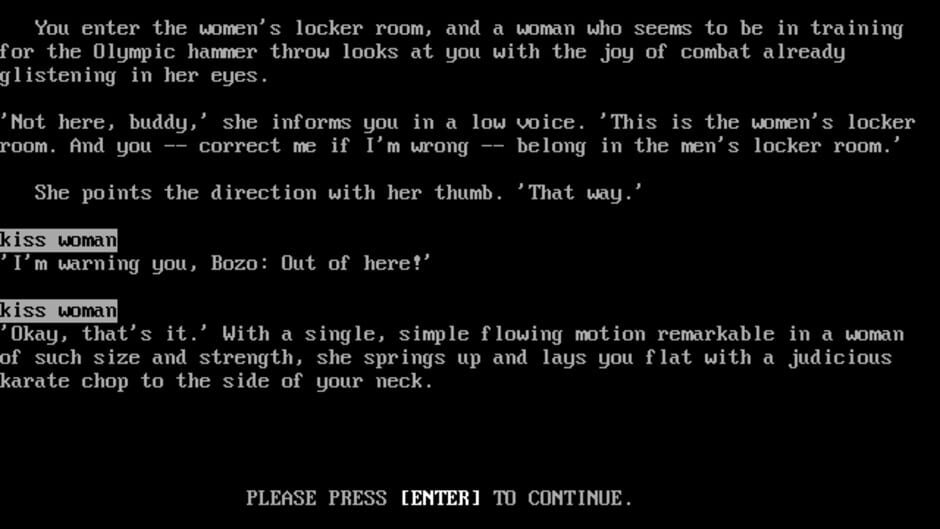 You enter the women's locker room, and a woman who seems to be in training
for the Olympic hammer throw looks at you with the joy of combat already
glistening in her eyes.
'Not here, buddy,' she informs you in a low voice. 'This is the women's locker
room. And you -- correct me if I'm wrong -- belong in the men's locker room.'
She points the direction with her thumb. 'That way.'
kiss woman
'I'm warning you, Bozo: Out of here!'
kiss woman
'Okay, that's it.' With a single, simple flowing motion remarkable in a woman
of such size and strength, she springs up and lays you flat with a judicious
karate chop to the side of your neck.
PLEASE PRESS [ENTER] TO CONTINUE.